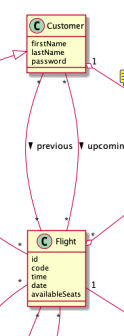 C Customer
firstName
lastName
password
1
* *
previous upcomin
* * *
C Flight
id
code
time
date
availableSeats
1
*
*
* *